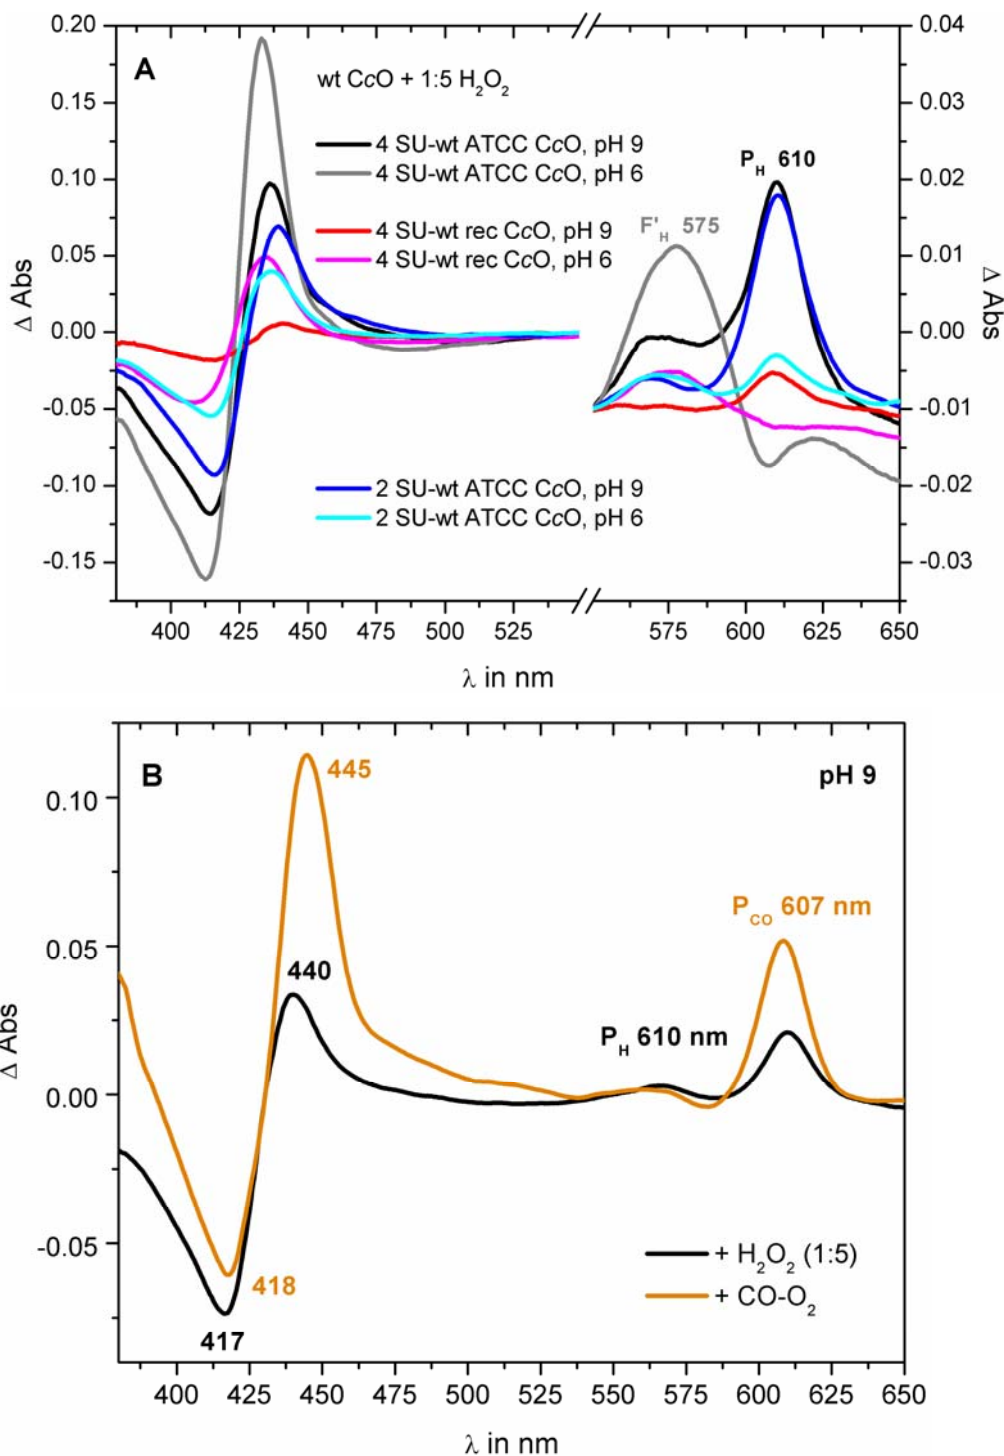 A
wt CcO + 1:5 H₂O₂
4 SU-wt ATCC CcO, pH 9
4 SU-wt ATCC CcO, pH 6
4 SU-wt rec CcO, pH 9
4 SU-wt rec CcO, pH 6
2 SU-wt ATCC CcO, pH 9
2 SU-wt ATCC CcO, pH 6
F'H 575
PH 610
0.20
0.15
0.10
0.05
0.00
-0.05
-0.10
-0.15
Δ Abs
0.04
0.03
0.02
0.01
0.00
-0.01
-0.02
-0.03
Δ Abs
400 425 450 475 500 525 575 600 625 650
λ in nm
B
pH 9
445
440
PCO 607 nm
PH 610 nm
418
417
+ H₂O₂ (1:5)
+ CO-O₂
0.10
0.05
0.00
-0.05
Δ Abs
400 425 450 475 500 525 550 575 600 625 650
λ in nm